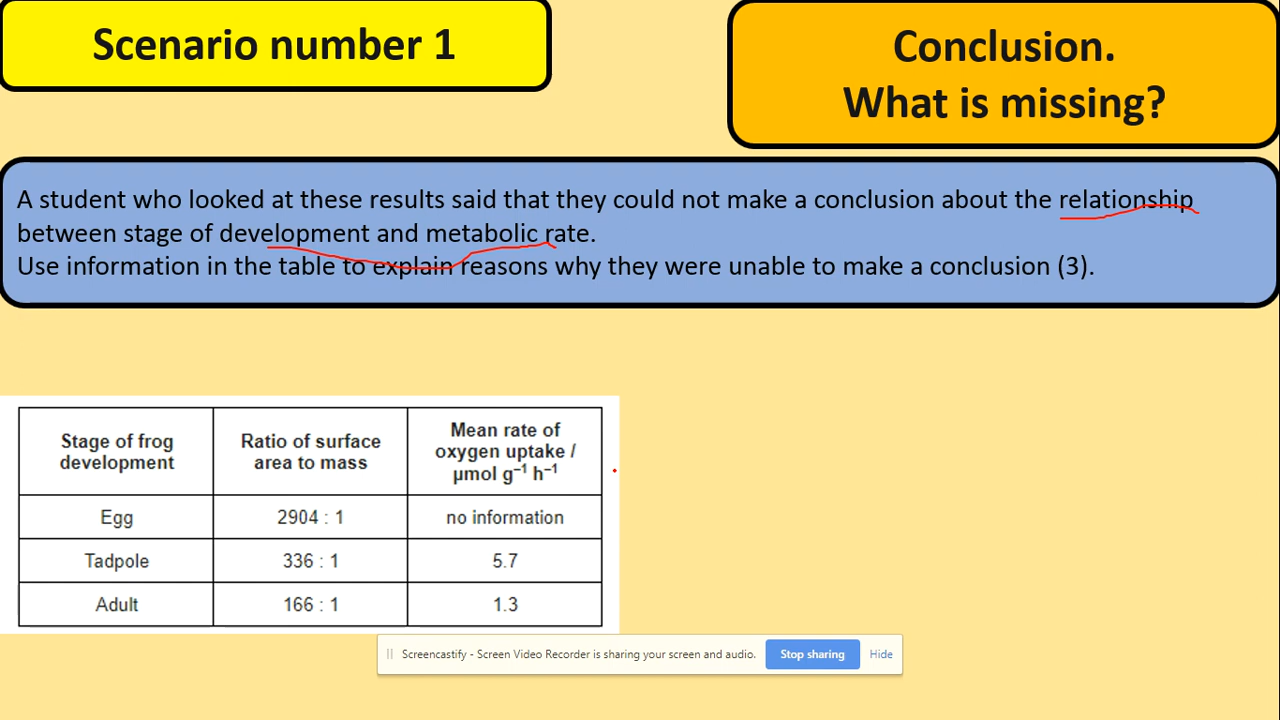 Scenario number 1
Conclusion.
What is missing?
A student who looked at these results said that they could not make a conclusion about the relationship
between stage of development and metabolic rate.
Use information in the table to explain reasons why they were unable to make a conclusion (3).
Stage of frog development | Ratio of surface area to mass | Mean rate of oxygen uptake / µmol g⁻¹ h⁻¹
Egg | 2904 : 1 | no information
Tadpole | 336 : 1 | 5.7
Adult | 166 : 1 | 1.3
Screencastify - Screen Video Recorder is sharing your screen and audio. Stop sharing Hide